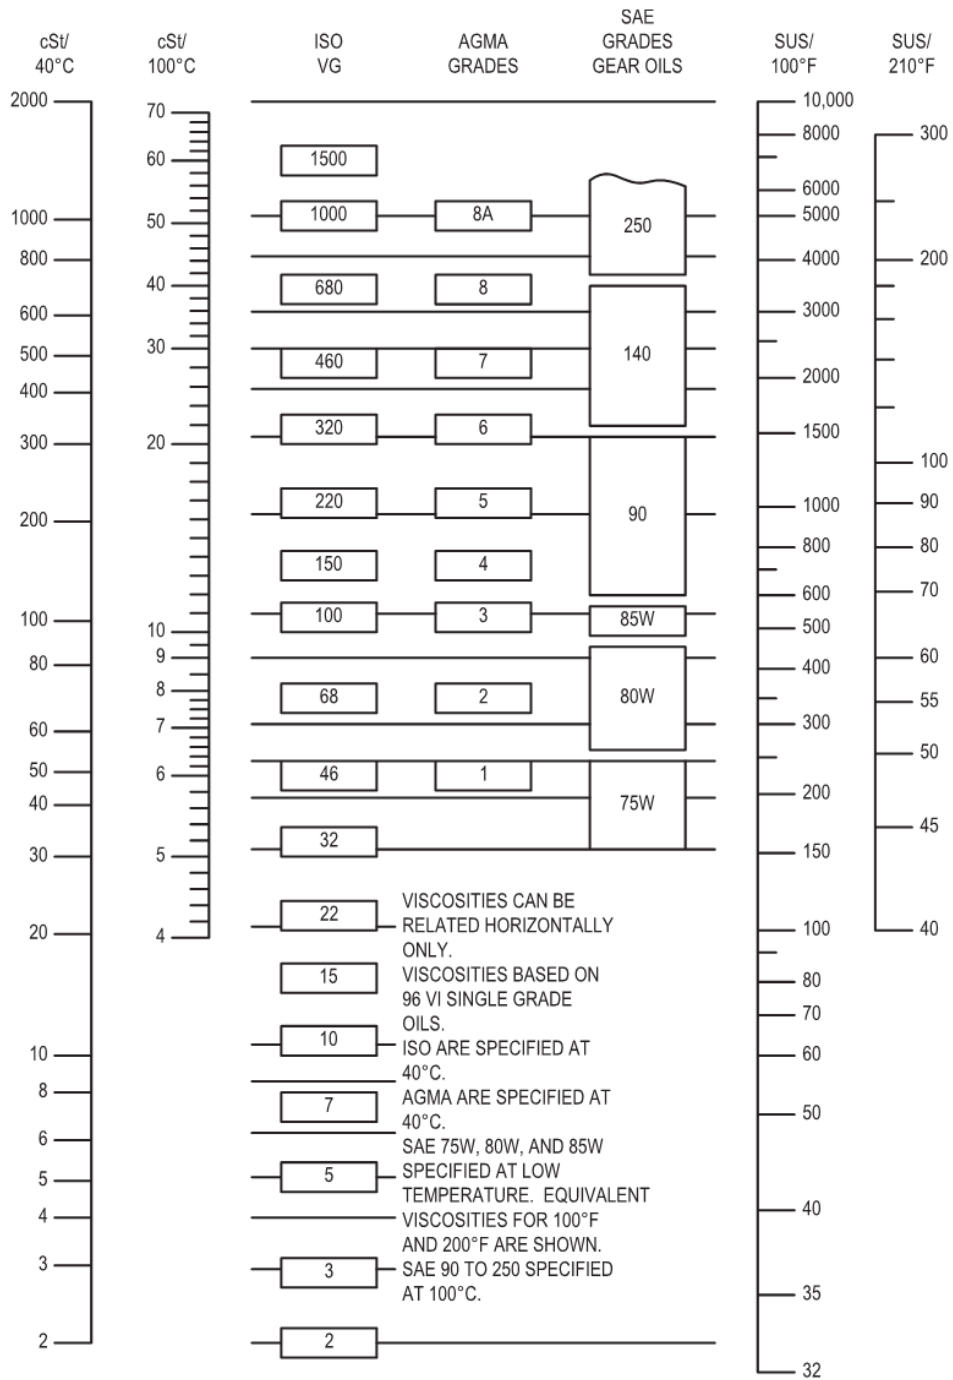 cSt/
40°C
cSt/
100°C
ISO
VG
AGMA
GRADES
SAE
GRADES
GEAR OILS
SUS/
100°F
SUS/
210°F
2000
1000
800
600
500
400
300
200
100
80
60
50
40
30
20
10
8
6
5
4
3
2
70
60
50
40
30
20
10
9
8
7
6
5
4
1500
1000
680
460
320
220
150
100
68
46
32
22
15
10
7
5
3
2
8A
8
7
6
5
4
3
2
1
250
140
90
85W
80W
75W
VISCOSITIES CAN BE
RELATED HORIZONTALLY
ONLY.
VISCOSITIES BASED ON
96 VI SINGLE GRADE
OILS.
ISO ARE SPECIFIED AT
40°C.
AGMA ARE SPECIFIED AT
40°C.
SAE 75W, 80W, AND 85W
SPECIFIED AT LOW
TEMPERATURE. EQUIVALENT
VISCOSITIES FOR 100°F
AND 200°F ARE SHOWN.
SAE 90 TO 250 SPECIFIED
AT 100°C.
10,000
8000
6000
5000
4000
3000
2000
1500
1000
800
600
500
400
300
200
150
100
80
70
60
50
40
35
32
300
200
100
90
80
70
60
55
50
45
40